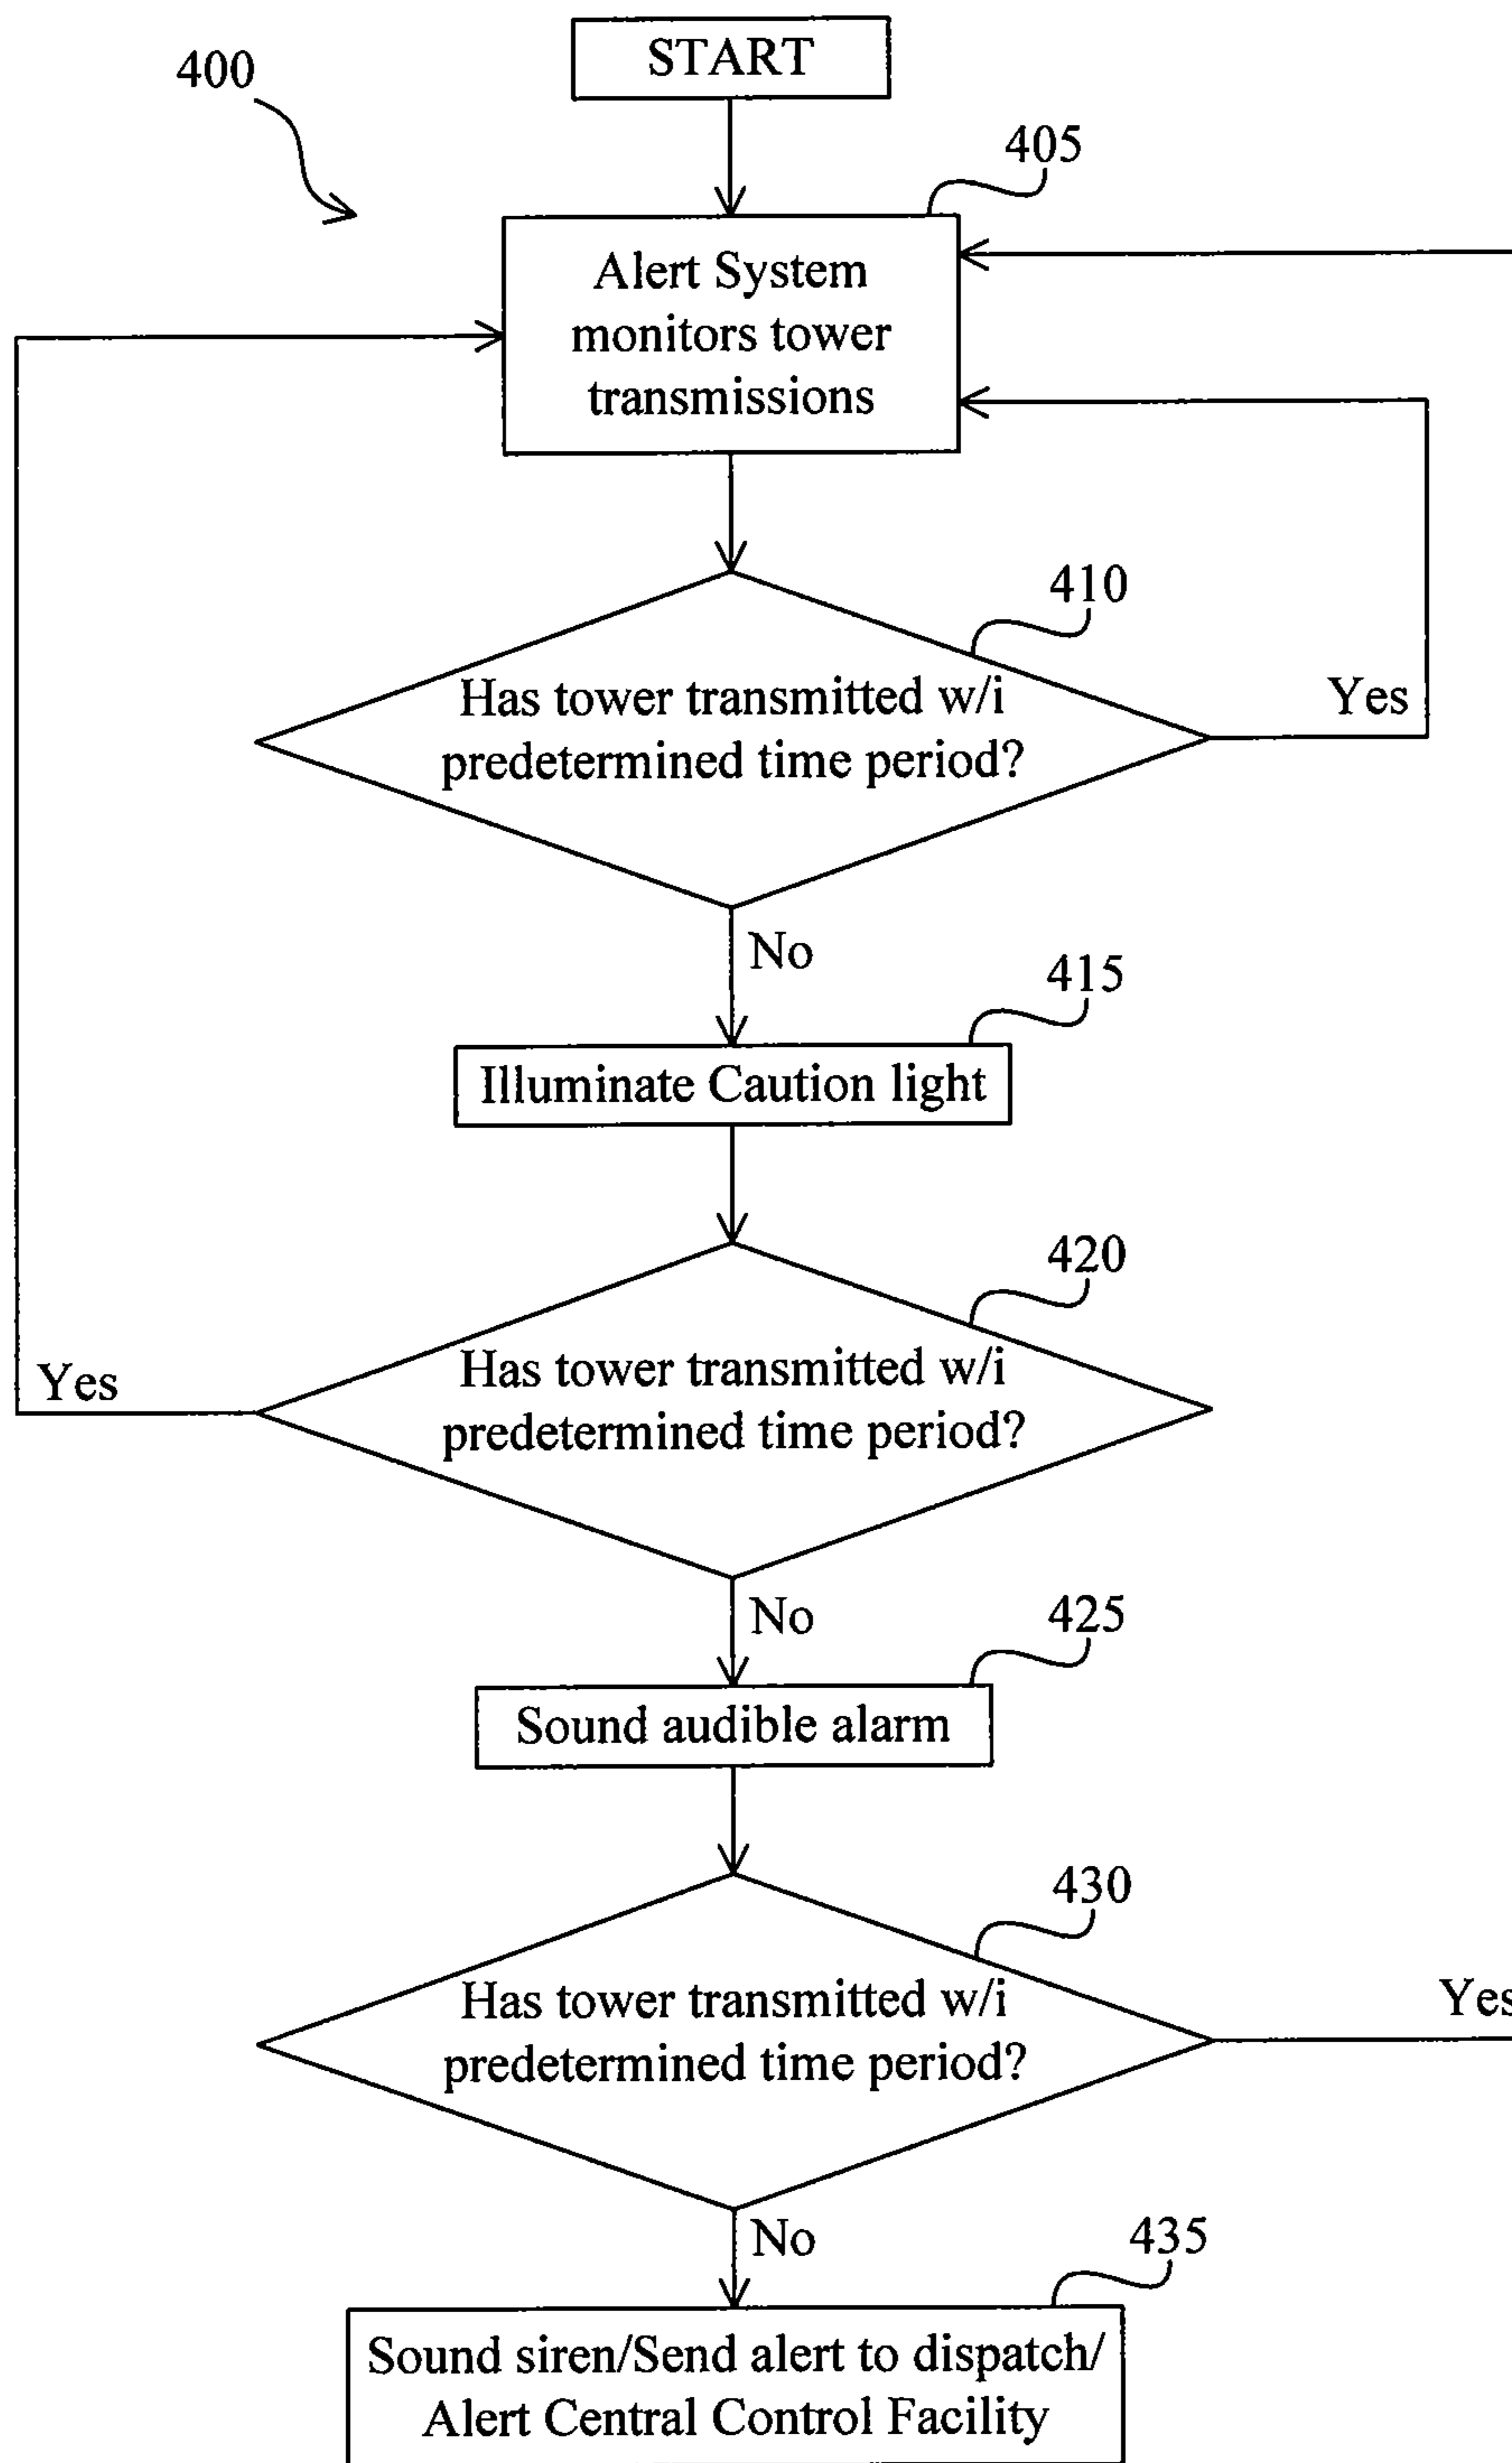 START
400
405
Alert System
monitors tower
transmissions
410
Has tower transmitted w/i
predetermined time period?
Yes
No
415
Illuminate Caution light
420
Has tower transmitted w/i
predetermined time period?
Yes
No
425
Sound audible alarm
430
Has tower transmitted w/i
predetermined time period?
Yes
No
435
Sound siren/Send alert to dispatch/
Alert Central Control Facility